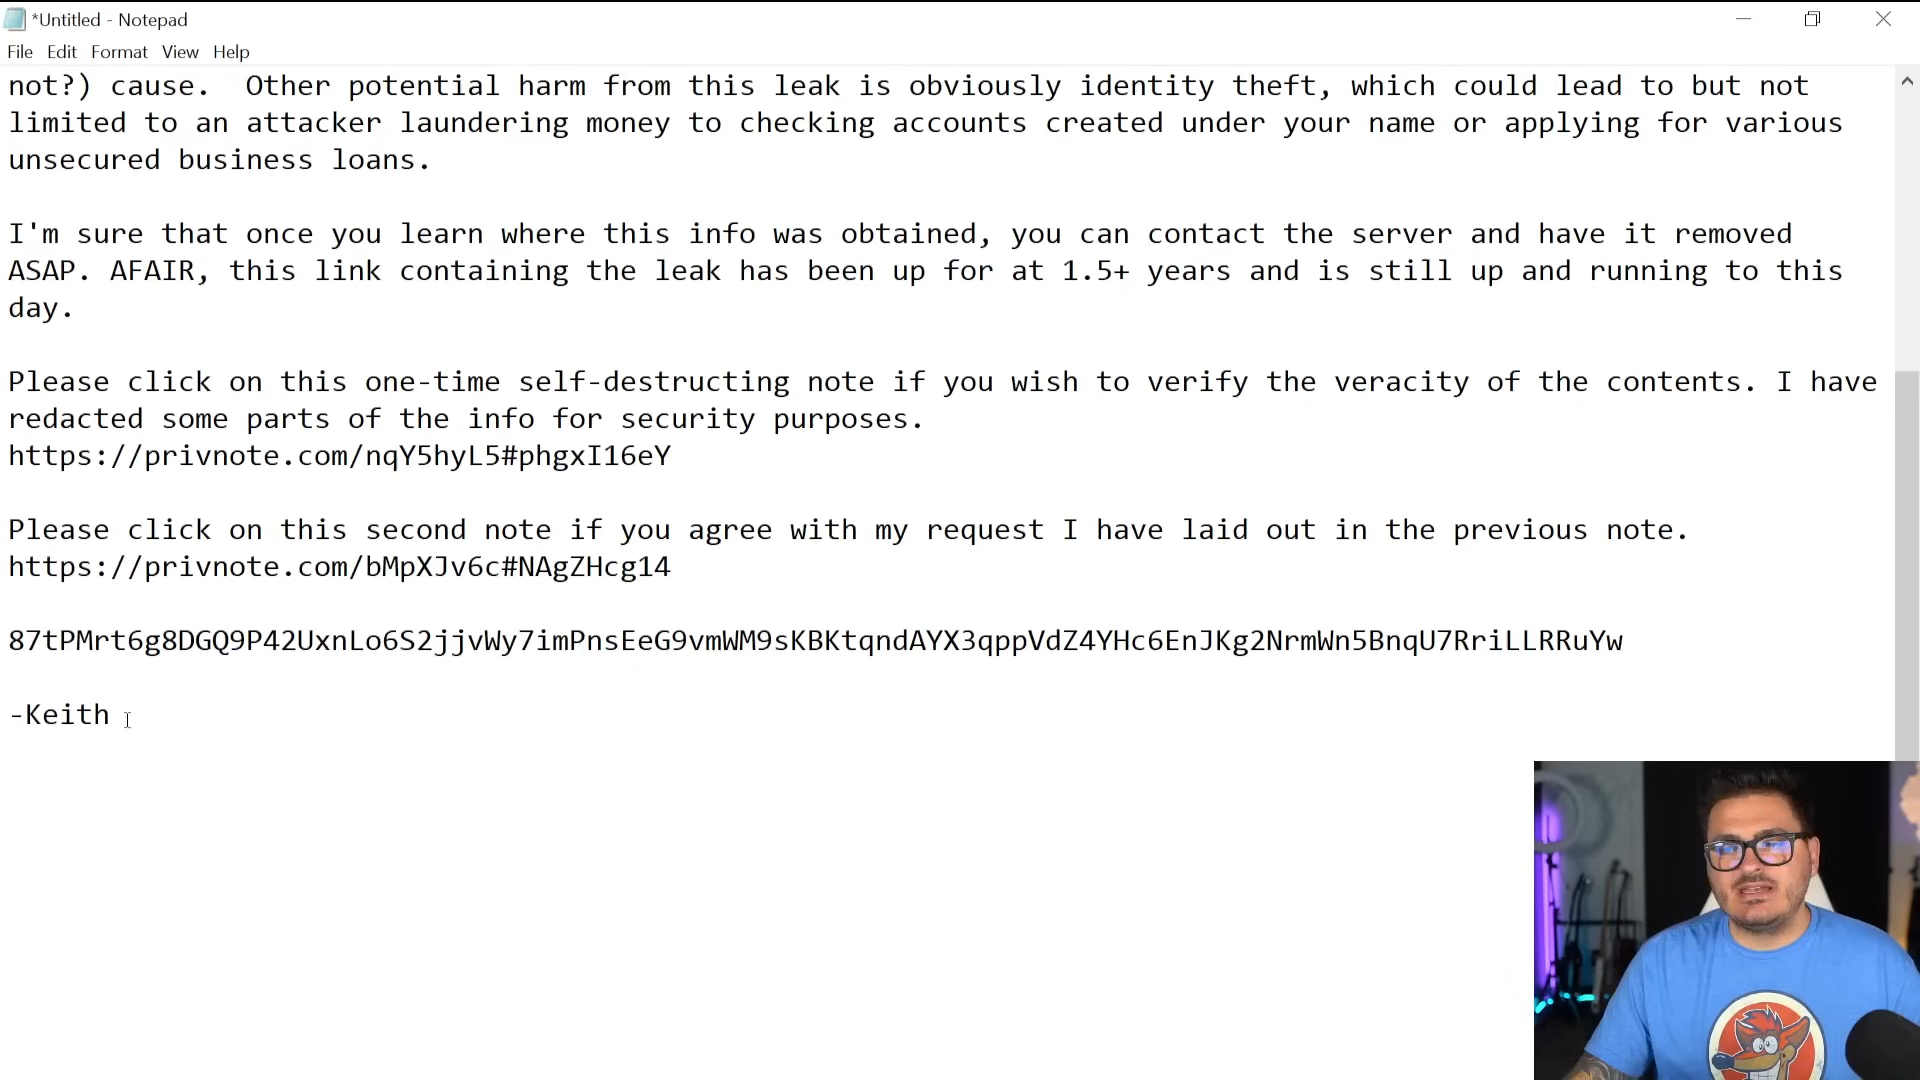 *Untitled - Notepad
File Edit Format View Help
not?) cause.  Other potential harm from this leak is obviously identity theft, which could lead to but not
limited to an attacker laundering money to checking accounts created under your name or applying for various
unsecured business loans.
I'm sure that once you learn where this info was obtained, you can contact the server and have it removed
ASAP. AFAIR, this link containing the leak has been up for at 1.5+ years and is still up and running to this
day.
Please click on this one-time self-destructing note if you wish to verify the veracity of the contents. I have
redacted some parts of the info for security purposes.
https://privnote.com/nqY5hyL5#phgxI16eY
Please click on this second note if you agree with my request I have laid out in the previous note.
https://privnote.com/bMpXJv6c#NAgZHcg14
87tPMrt6g8DGQ9P42UxnLo6S2jjvWy7imPnsEeG9vmWM9sKBKtqndAYX3qppVdZ4YHc6EnJKg2NrmWn5BnqU7RriLLRRuYw
-Keith